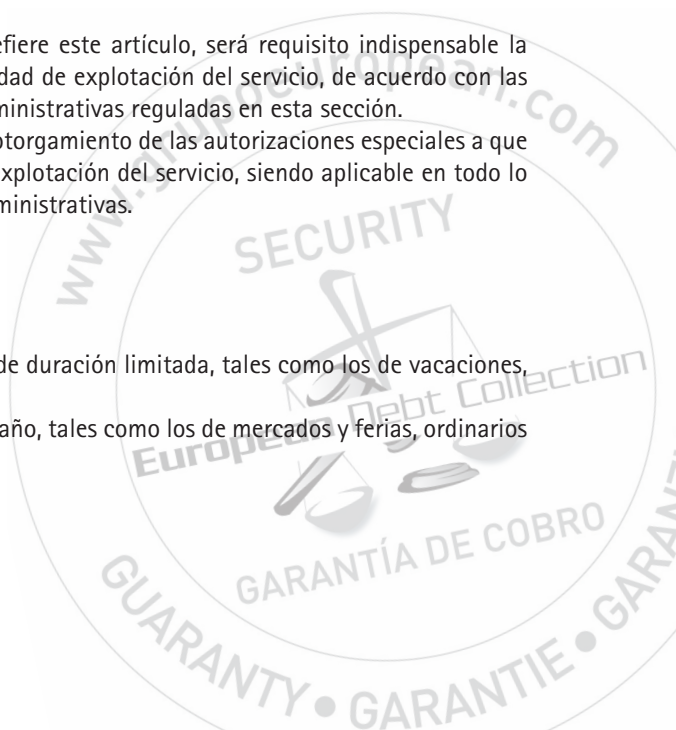 efiere este artículo, será requisito indispensable la
dad de explotación del servicio, de acuerdo con las
ministrativas reguladas en esta sección.
otorgamiento de las autorizaciones especiales a que
explotación del servicio, siendo aplicable en todo lo
ministrativas.
de duración limitada, tales como los de vacaciones,
año, tales como los de mercados y ferias, ordinarios
www.grupoeuropean.com
SECURITY
European Debt Collection
GARANTÍA DE COBRO
GUARANTY • GARANTIE • GARANTI